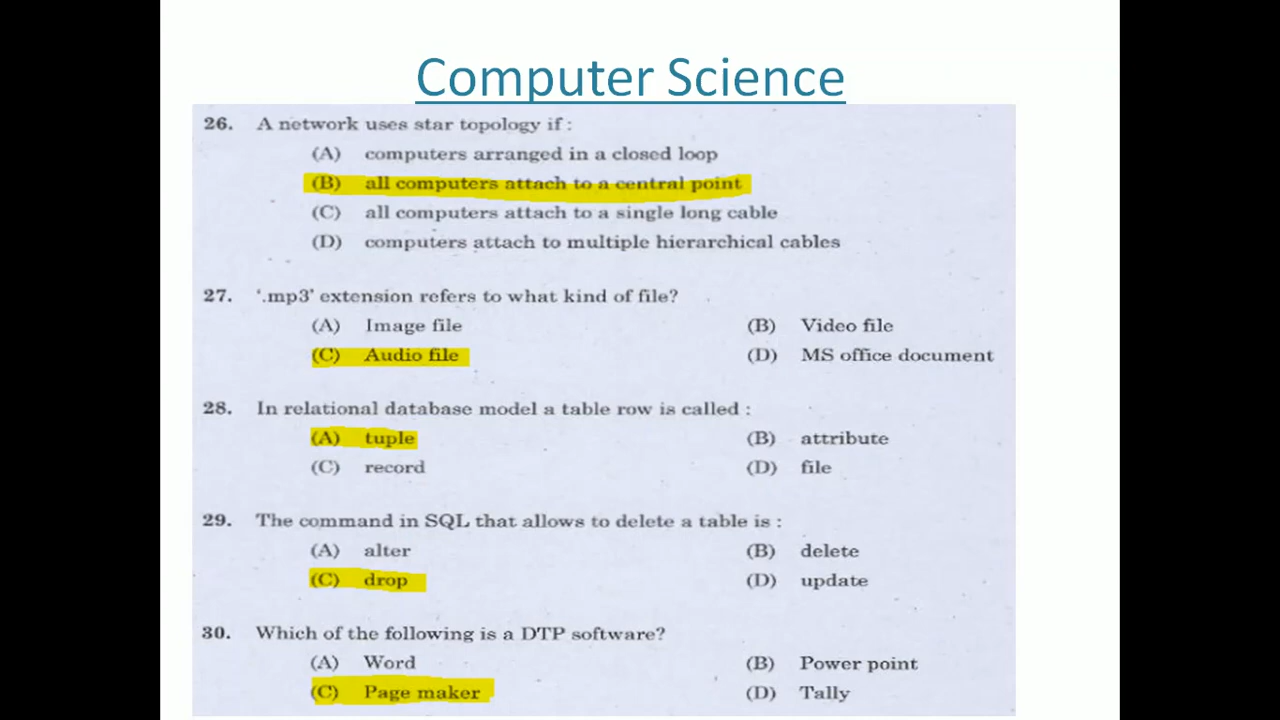 Computer Science
26. A network uses star topology if :
(A) computers arranged in a closed loop
(B) all computers attach to a central point
(C) all computers attach to a single long cable
(D) computers attach to multiple hierarchical cables
27. '.mp3' extension refers to what kind of file?
(A) Image file (B) Video file
(C) Audio file (D) MS office document
28. In relational database model a table row is called :
(A) tuple (B) attribute
(C) record (D) file
29. The command in SQL that allows to delete a table is :
(A) alter (B) delete
(C) drop (D) update
30. Which of the following is a DTP software?
(A) Word (B) Power point
(C) Page maker (D) Tally